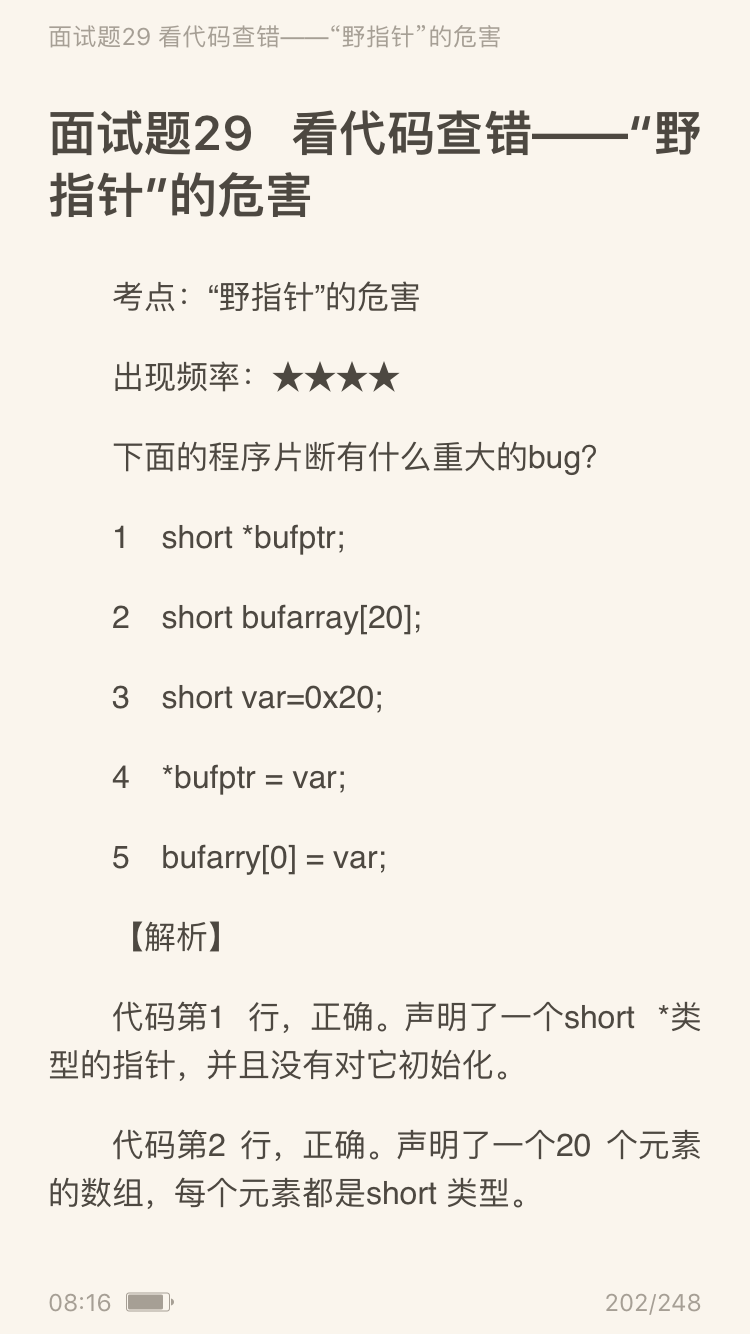 面试题29 看代码查错——“野指针”的危害
面试题29 看代码查错——“野
指针”的危害
考点：“野指针”的危害
出现频率：★★★★
下面的程序片断有什么重大的bug？
1 short *bufptr;
2 short bufarray[20];
3 short var=0x20;
4 *bufptr = var;
5 bufarry[0] = var;
【解析】
代码第1 行，正确。声明了一个short *类
型的指针，并且没有对它初始化。
代码第2 行，正确。声明了一个20 个元素
的数组，每个元素都是short 类型。
08:16 202/248